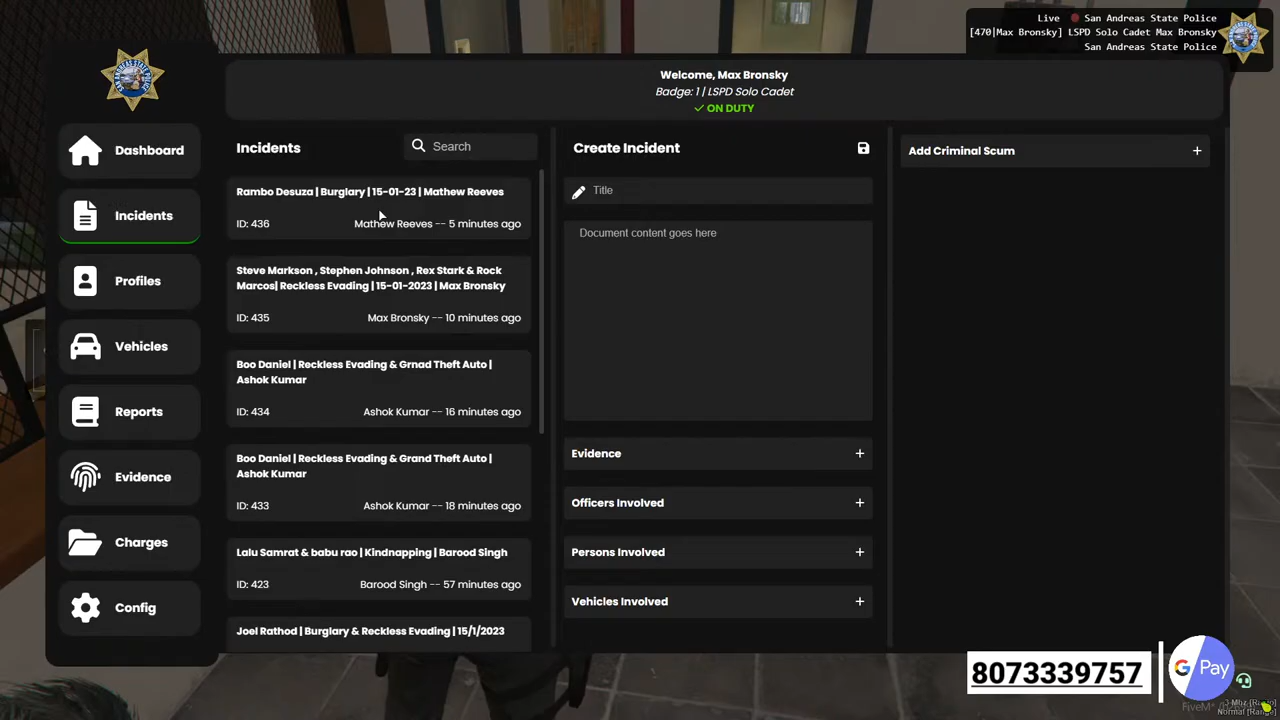 Live San Andreas State Police
[470|Max Bronsky] LSPD Solo Cadet Max Bronsky
San Andreas State Police
Welcome, Max Bronsky
Badge: 1 | LSPD Solo Cadet
ON DUTY
Dashboard
Incidents
Profiles
Vehicles
Reports
Evidence
Charges
Config
Incidents
Search
Rambo Desuza | Burglary | 15-01-23 | Mathew Reeves
ID: 436 Mathew Reeves -- 5 minutes ago
Steve Markson , Stephen Johnson , Rex Stark & Rock
Marcos| Reckless Evading | 15-01-2023 | Max Bronsky
ID: 435 Max Bronsky -- 10 minutes ago
Boo Daniel | Reckless Evading & Grnad Theft Auto |
Ashok Kumar
ID: 434 Ashok Kumar -- 16 minutes ago
Boo Daniel | Reckless Evading & Grand Theft Auto |
Ashok Kumar
ID: 433 Ashok Kumar -- 18 minutes ago
Lalu Samrat & babu rao | Kindnapping | Barood Singh
ID: 423 Barood Singh -- 57 minutes ago
Joel Rathod | Burglary & Reckless Evading | 15/1/2023
Create Incident
Title
Document content goes here
Evidence +
Officers Involved +
Persons Involved +
Vehicles Involved +
Add Criminal Scum +
8073339757
G Pay
FiveM
Normal [Range]